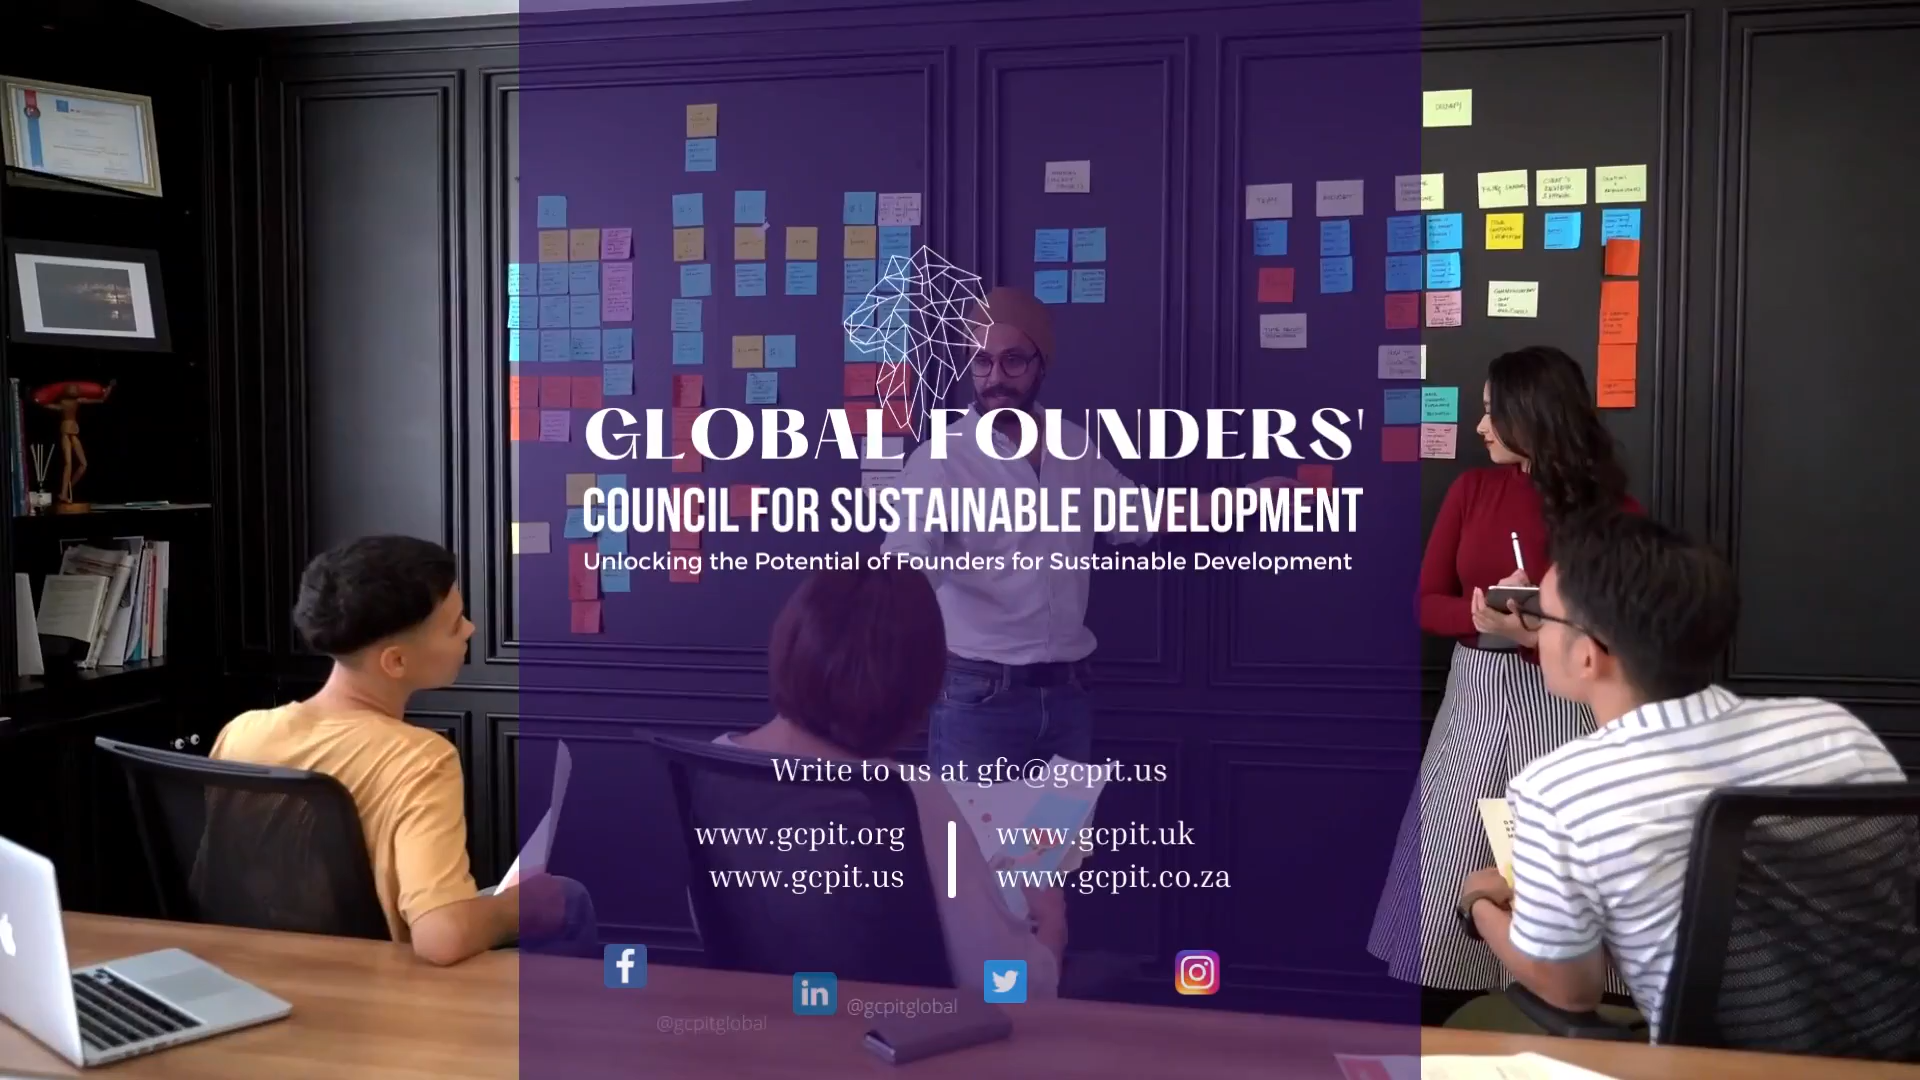 GLOBAL FOUNDERS'
COUNCIL FOR SUSTAINABLE DEVELOPMENT
Unlocking the Potential of Founders for Sustainable Development
Write to us at gfc@gcpit.us
www.gcpit.org
www.gcpit.us
www.gcpit.uk
www.gcpit.co.za
@gcpitglobal
@gcpitglobal